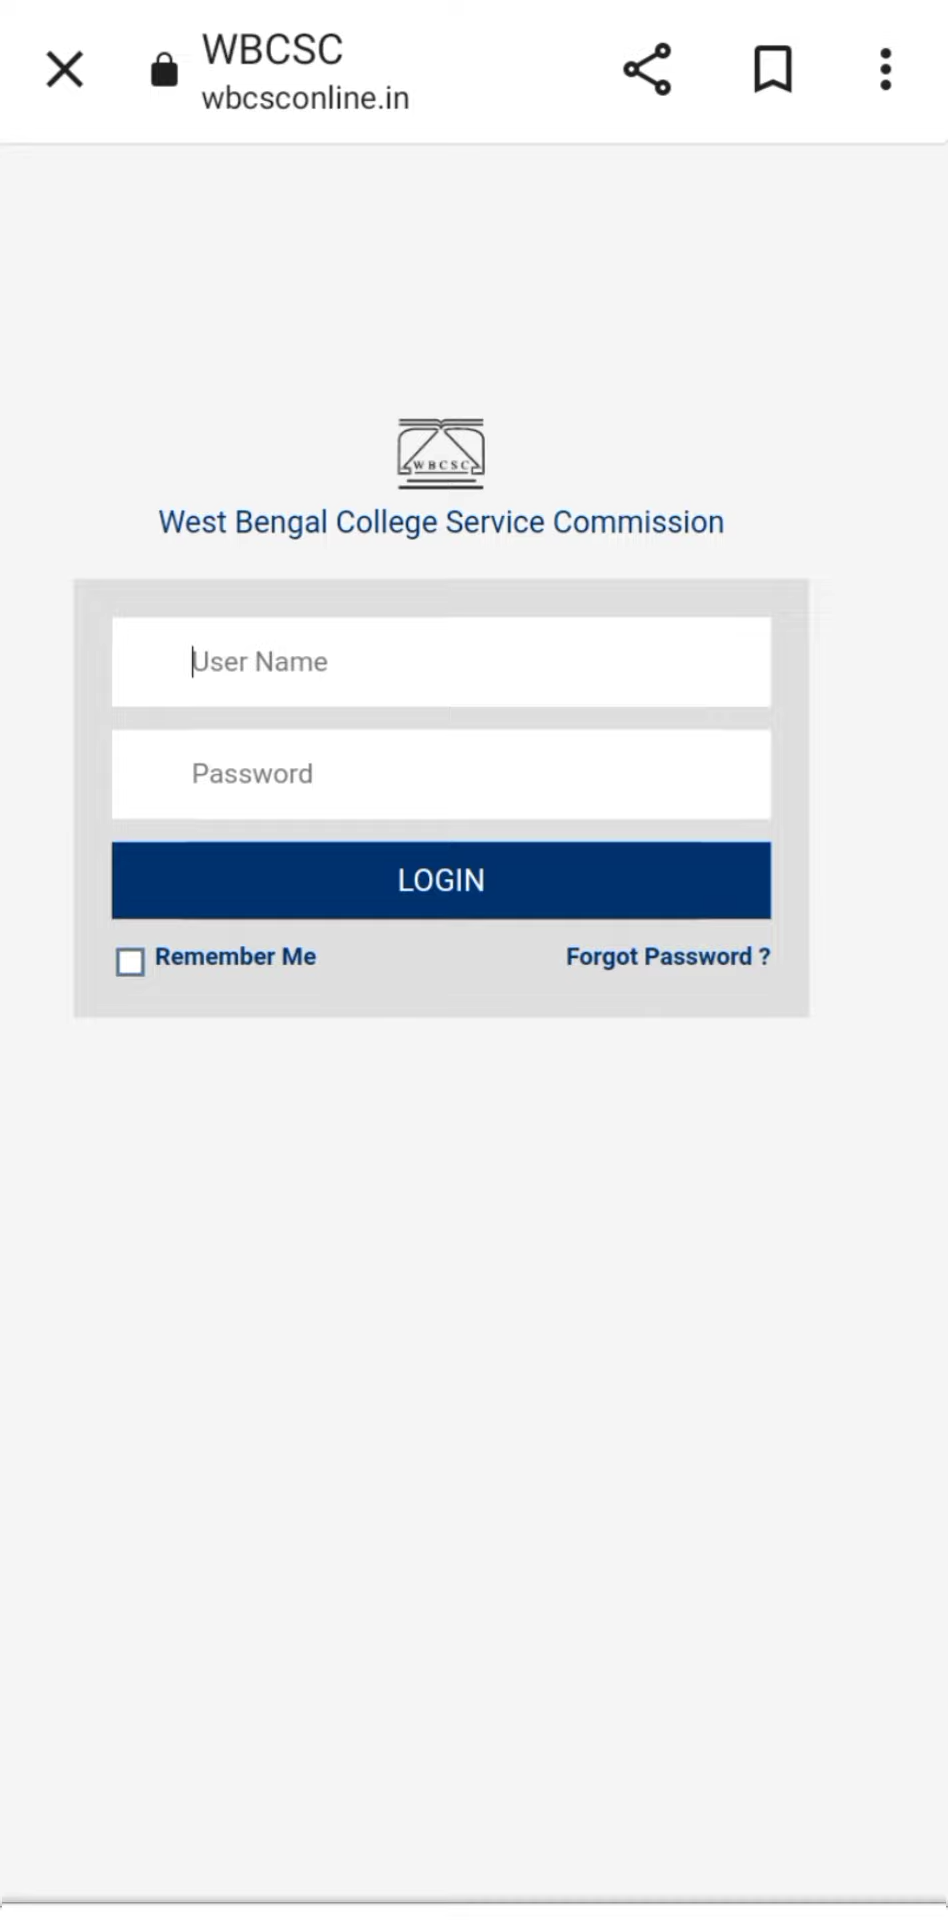 WBCSC
wbcsconline.in
WBCSC
West Bengal College Service Commission
User Name
Password
LOGIN
Remember Me
Forgot Password ?